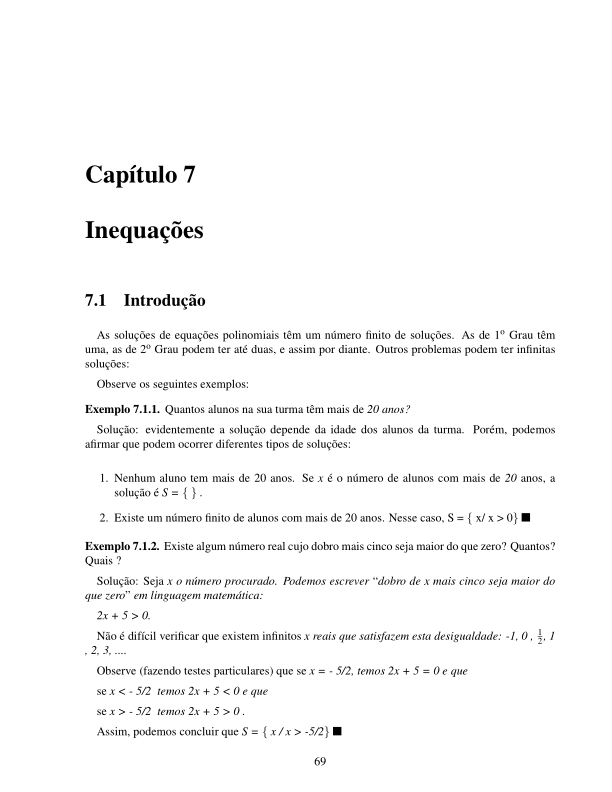 Capítulo 7
Inequações
7.1 Introdução
As soluções de equações polinomiais têm um número finito de soluções. As de 1º Grau têm
uma, as de 2º Grau podem ter até duas, e assim por diante. Outros problemas podem ter infinitas
soluções:
Observe os seguintes exemplos:
Exemplo 7.1.1. Quantos alunos na sua turma têm mais de 20 anos?
Solução: evidentemente a solução depende da idade dos alunos da turma. Porém, podemos
afirmar que podem ocorrer diferentes tipos de soluções:
1. Nenhum aluno tem mais de 20 anos. Se x é o número de alunos com mais de 20 anos, a
solução é S = { } .
2. Existe um número finito de alunos com mais de 20 anos. Nesse caso, S = { x/ x > 0} ■
Exemplo 7.1.2. Existe algum número real cujo dobro mais cinco seja maior do que zero? Quantos?
Quais ?
Solução: Seja x o número procurado. Podemos escrever “dobro de x mais cinco seja maior do
que zero” em linguagem matemática:
2x + 5 > 0.
Não é difícil verificar que existem infinitos x reais que satisfazem esta desigualdade: -1, 0 , 1/2, 1
, 2, 3, ....
Observe (fazendo testes particulares) que se x = - 5/2, temos 2x + 5 = 0 e que
se x < - 5/2 temos 2x + 5 < 0 e que
se x > - 5/2 temos 2x + 5 > 0 .
Assim, podemos concluir que S = { x / x > -5/2} ■
69